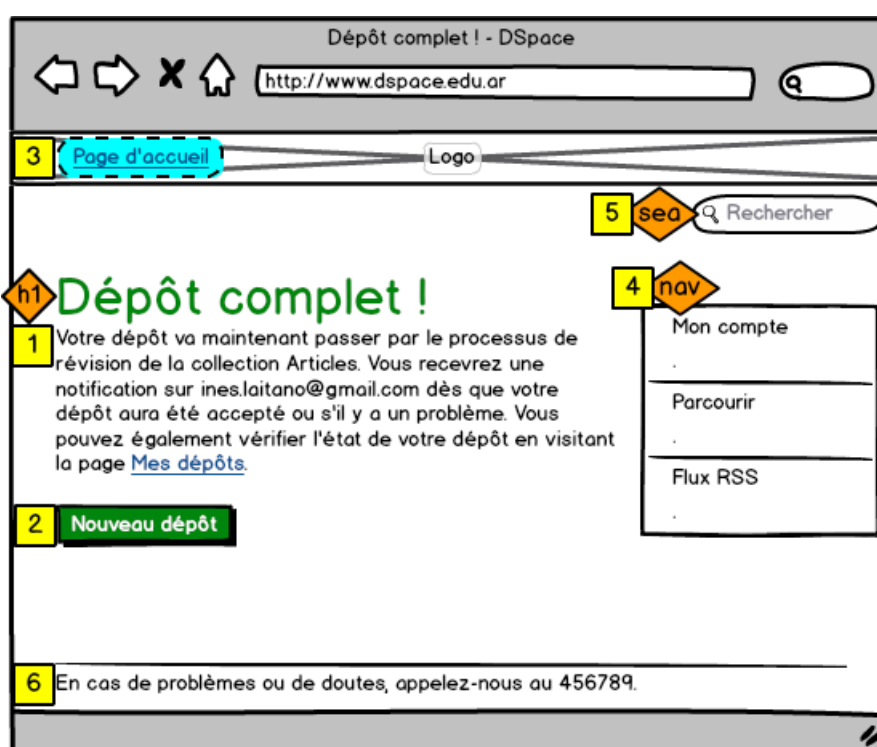 Dépôt complet ! - DSpace
http://www.dspace.edu.ar
3 Page d'accueil Logo
5 sea Rechercher
h1 Dépôt complet !
4 nav
1 Votre dépôt va maintenant passer par le processus de
révision de la collection Articles. Vous recevrez une
notification sur ines.laitano@gmail.com dès que votre
dépôt aura été accepté ou s'il y a un problème. Vous
pouvez également vérifier l'état de votre dépôt en visitant
la page Mes dépôts.
Mon compte
.
Parcourir
.
Flux RSS
.
2 Nouveau dépôt
6 En cas de problèmes ou de doutes, appelez-nous au 456789.